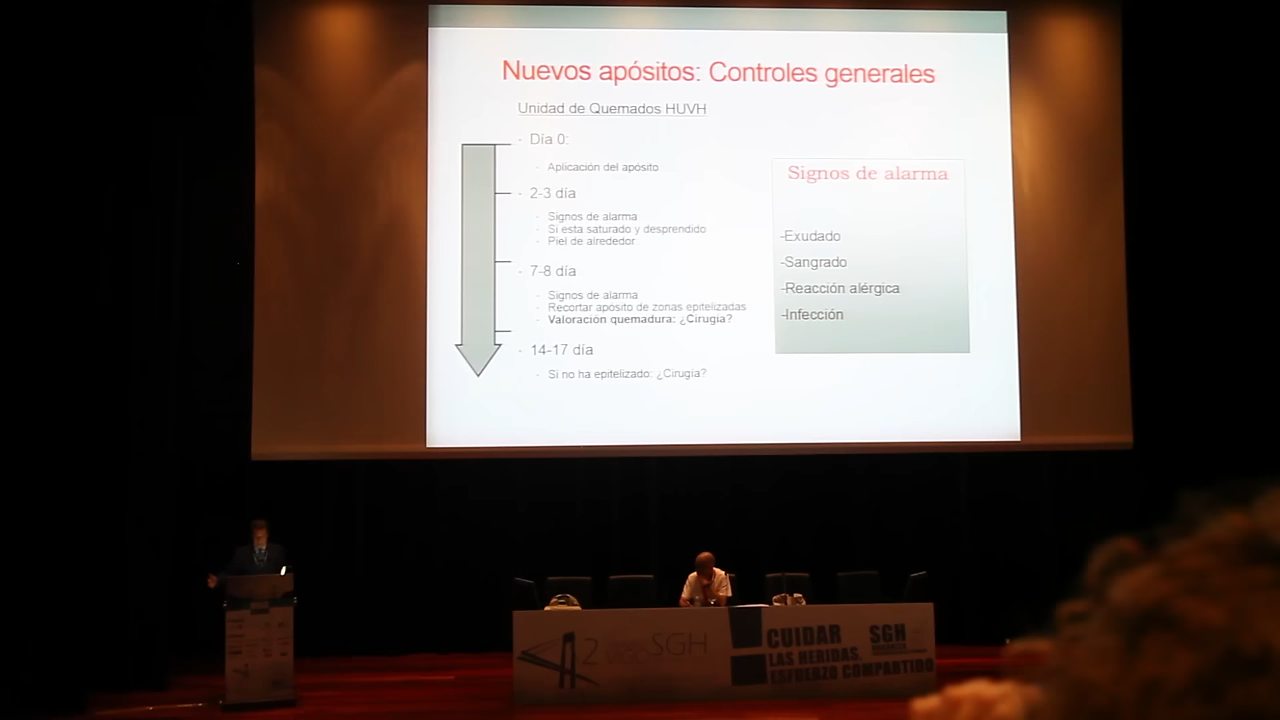 Nuevos apósitos: Controles generales
Unidad de Quemados HUVH
- Día 0:
- Aplicación del apósito
- 2-3 día
- Signos de alarma
- Si esta saturado y desprendido
- Piel de alrededor
- 7-8 día
- Signos de alarma
- Recortar apósito de zonas epitelizadas
- Valoración quemadura: ¿Cirugía?
- 14-17 día
- Si no ha epitelizado: ¿Cirugia?
Signos de alarma
-Exudado
-Sangrado
-Reacción alérgica
-Infección
2
SGH
CUIDAR
LAS HERIDAS,
ESFUERZO COMPARTIDO
SGH